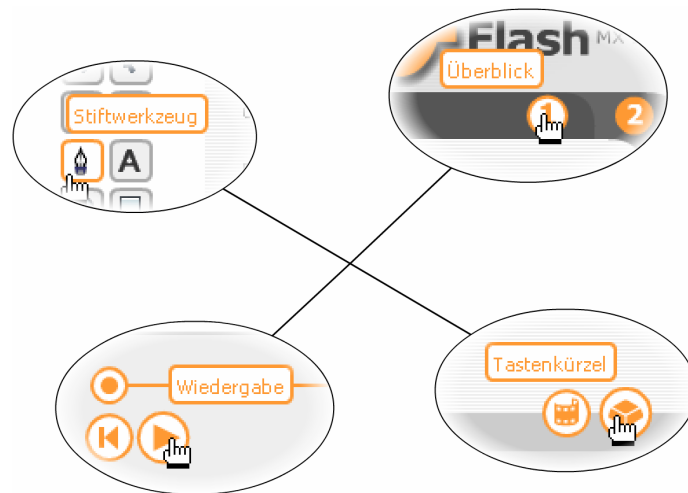 Flash MX
Überblick
1 2
Stiftwerkzeug
A
Wiedergabe
Tastenkürzel